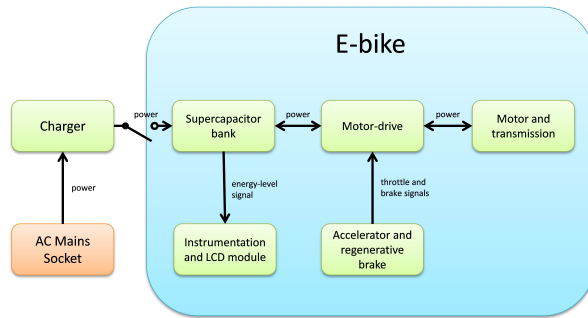 E-bike
power
power
power
Charger
Supercapacitor
bank
Motor-drive
Motor and
transmission
power
energy-level
signal
throttle and
brake signals
AC Mains
Socket
Instrumentation
and LCD module
Accelerator and
regenerative
brake